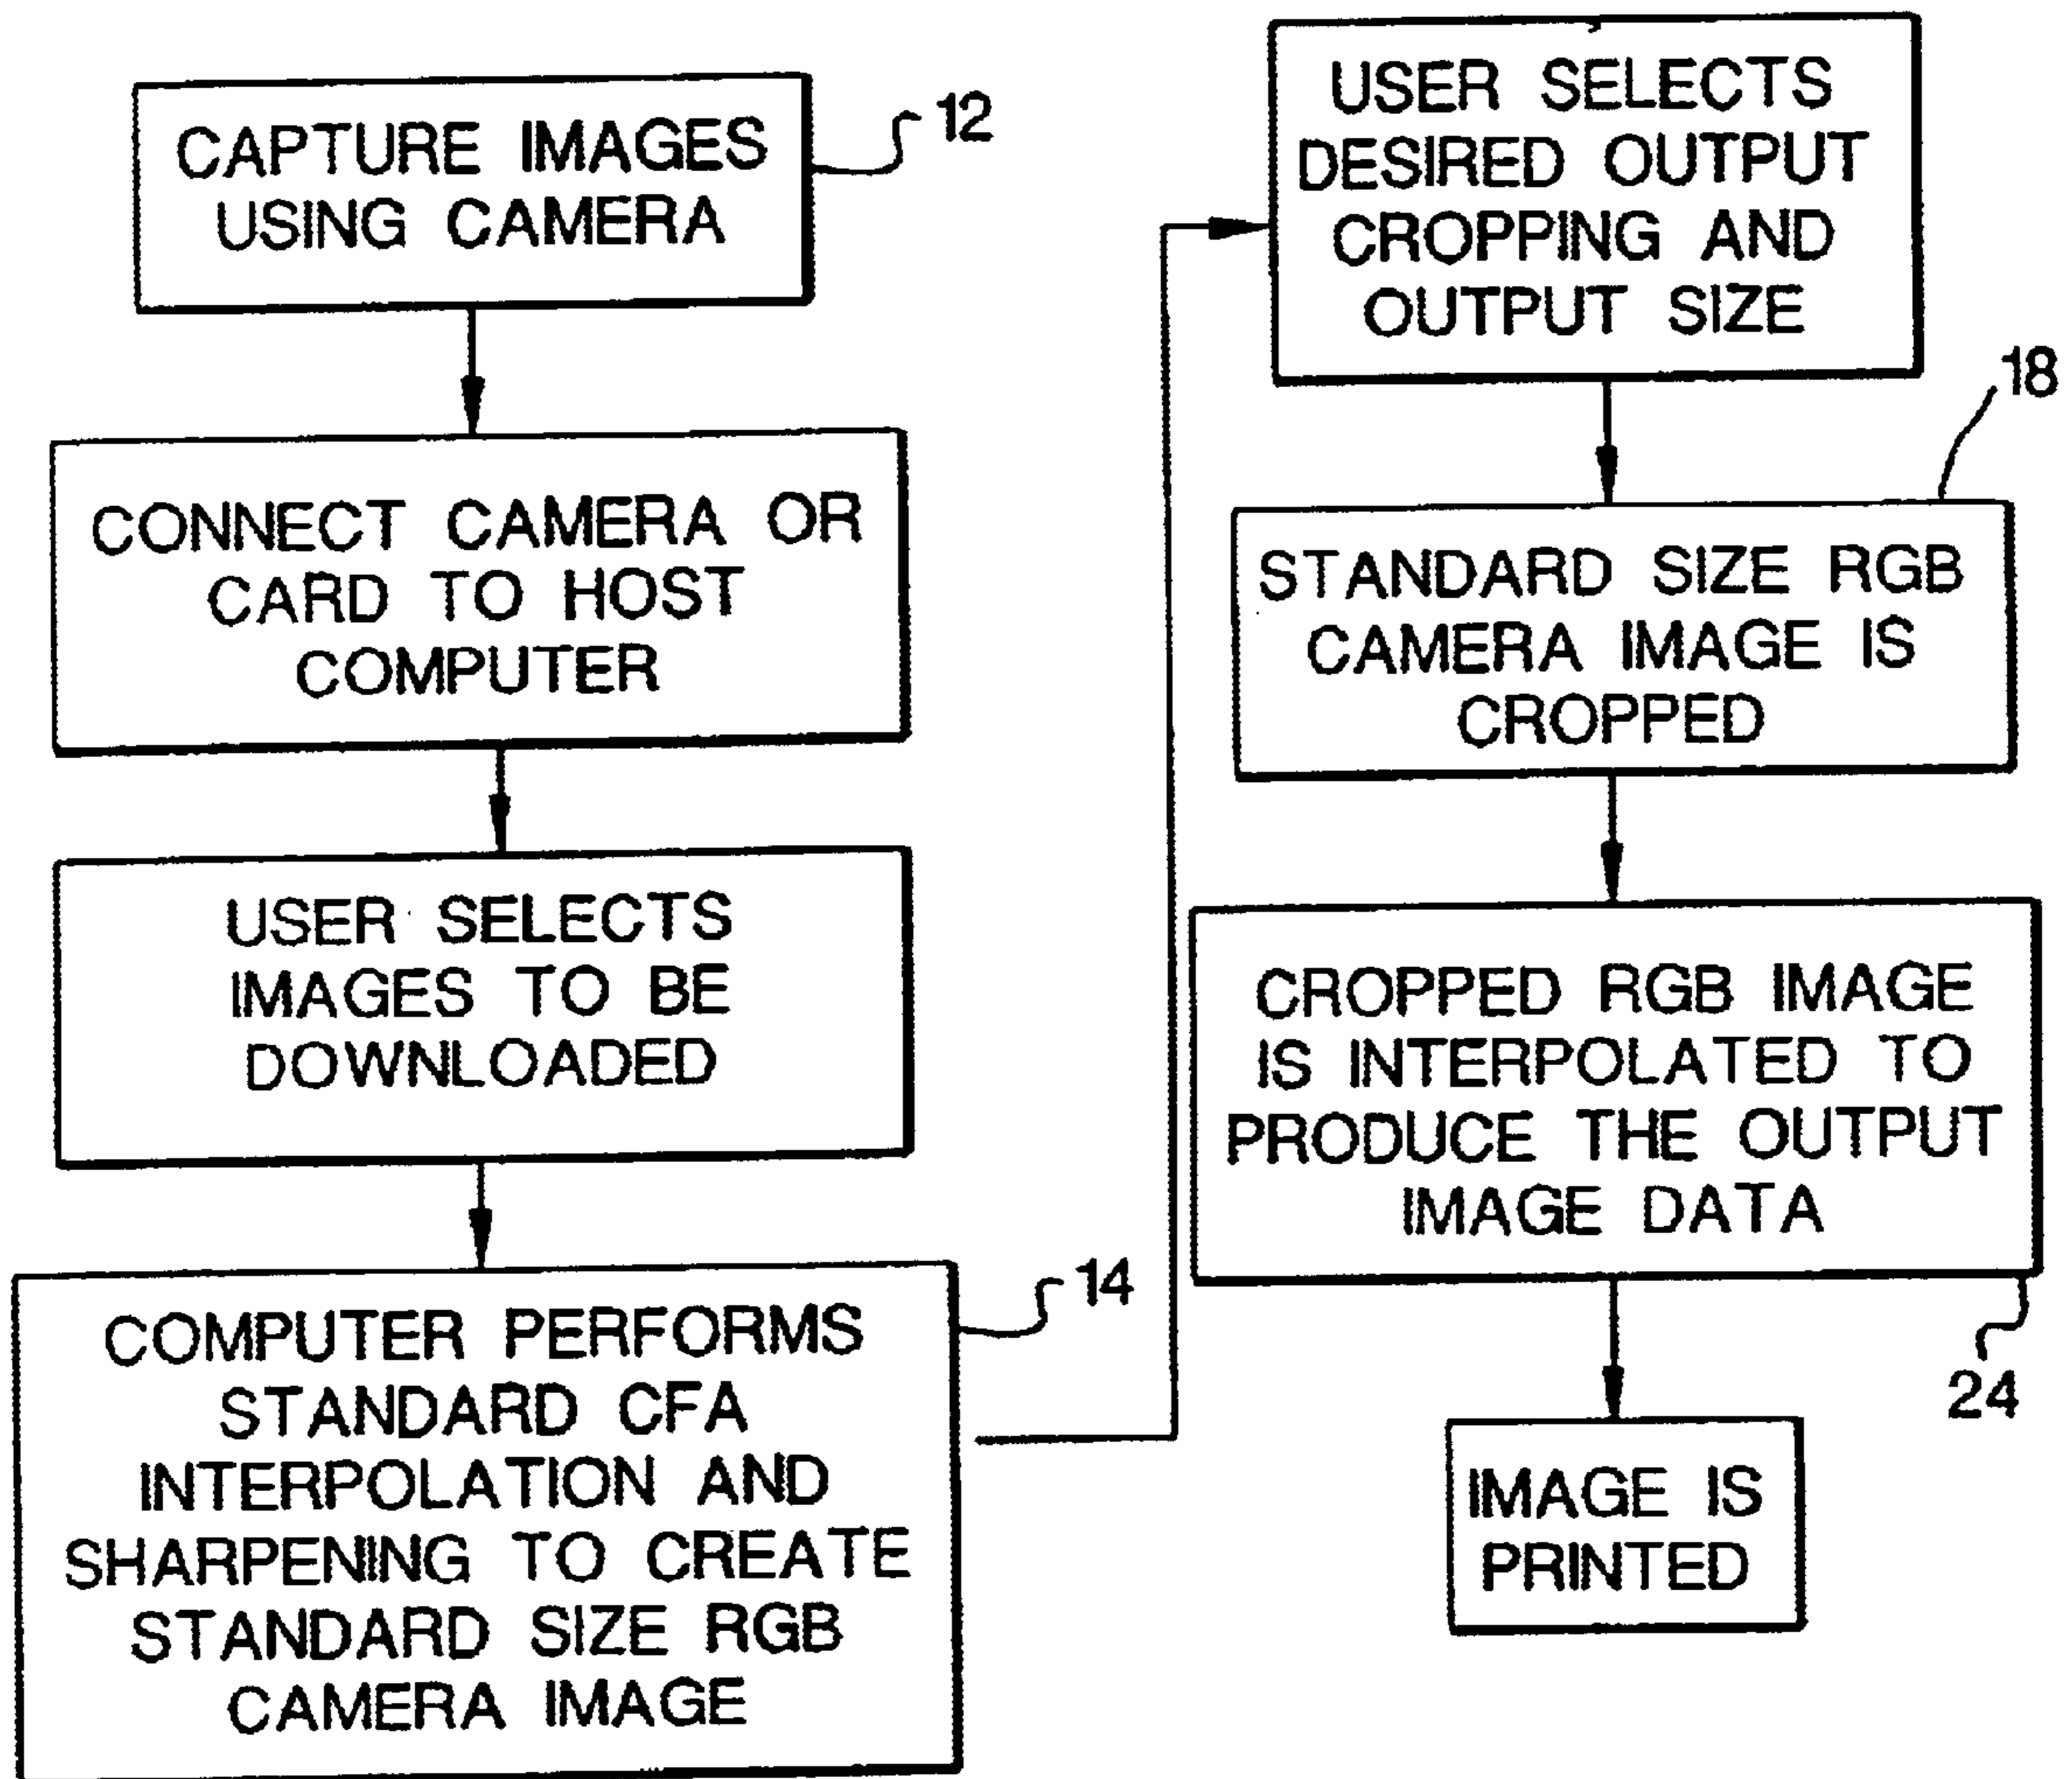 CAPTURE IMAGES
USING CAMERA
12
CONNECT CAMERA OR
CARD TO HOST
COMPUTER
USER SELECTS
IMAGES TO BE
DOWNLOADED
COMPUTER PERFORMS
STANDARD CFA
INTERPOLATION AND
SHARPENING TO CREATE
STANDARD SIZE RGB
CAMERA IMAGE
14
USER SELECTS
DESIRED OUTPUT
CROPPING AND
OUTPUT SIZE
18
STANDARD SIZE RGB
CAMERA IMAGE IS
CROPPED
CROPPED RGB IMAGE
IS INTERPOLATED TO
PRODUCE THE OUTPUT
IMAGE DATA
24
IMAGE IS
PRINTED